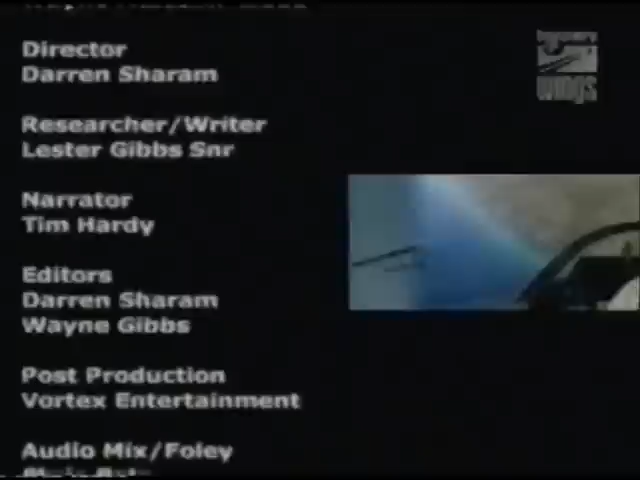 Director
Darren Sharam
wings
Researcher/Writer
Lester Gibbs Snr
Narrator
Tim Hardy
Editors
Darren Sharam
Wayne Gibbs
Post Production
Vortex Entertainment
Audio Mix/Foley